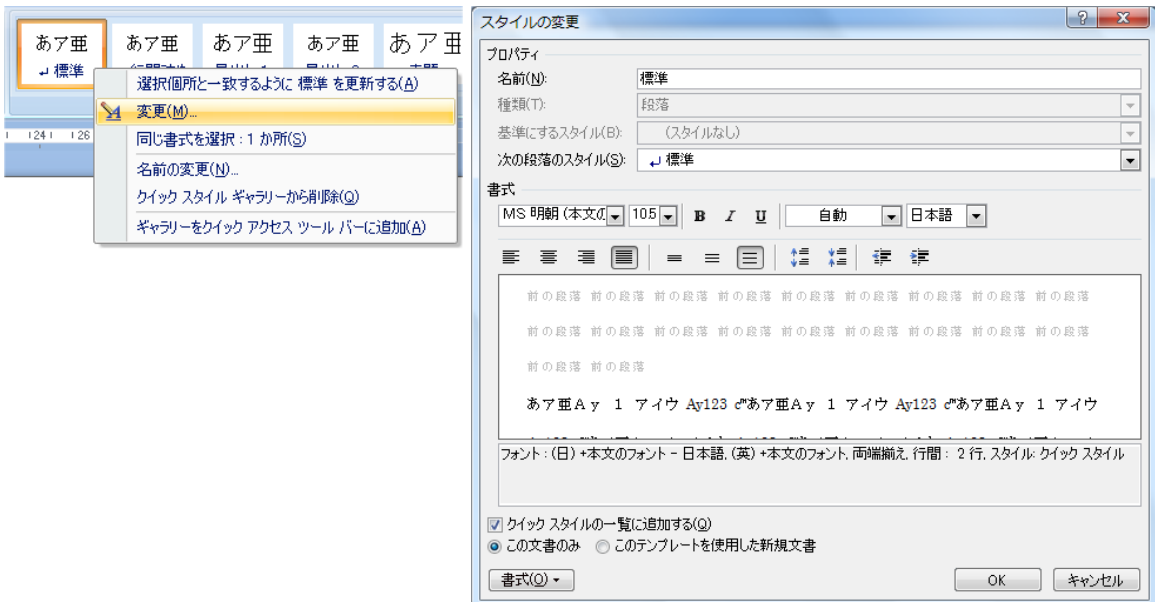 あア亜 あア亜 あア亜 あア亜 あア亜
↵ 標準
選択個所と一致するように 標準 を更新する(A)
変更(M)...
同じ書式を選択 : 1 か所(S)
名前の変更(N)...
クイック スタイル ギャラリーから削除(Q)
ギャラリーをクイック アクセス ツール バーに追加(A)
24 26
スタイルの変更
プロパティ
名前(N): 標準
種類(T): 段落
基準にするスタイル(B): (スタイルなし)
次の段落のスタイル(S): ↵ 標準
書式
MS 明朝 (本文の 10.5 B I U 自動 日本語
前の段落 前の段落 前の段落 前の段落 前の段落 前の段落 前の段落 前の段落 前の段落
前の段落 前の段落 前の段落 前の段落 前の段落 前の段落 前の段落 前の段落 前の段落
前の段落 前の段落
あア亜Ay 1 アイウ Ay123 あア亜Ay 1 アイウ Ay123 あア亜Ay 1 アイウ
フォント : (日) +本文のフォント - 日本語, (英) +本文のフォント, 両端揃え, 行間 : 2 行, スタイル: クイック スタイル
クイック スタイルの一覧に追加する(Q)
この文書のみ このテンプレートを使用した新規文書
書式(O) OK キャンセル